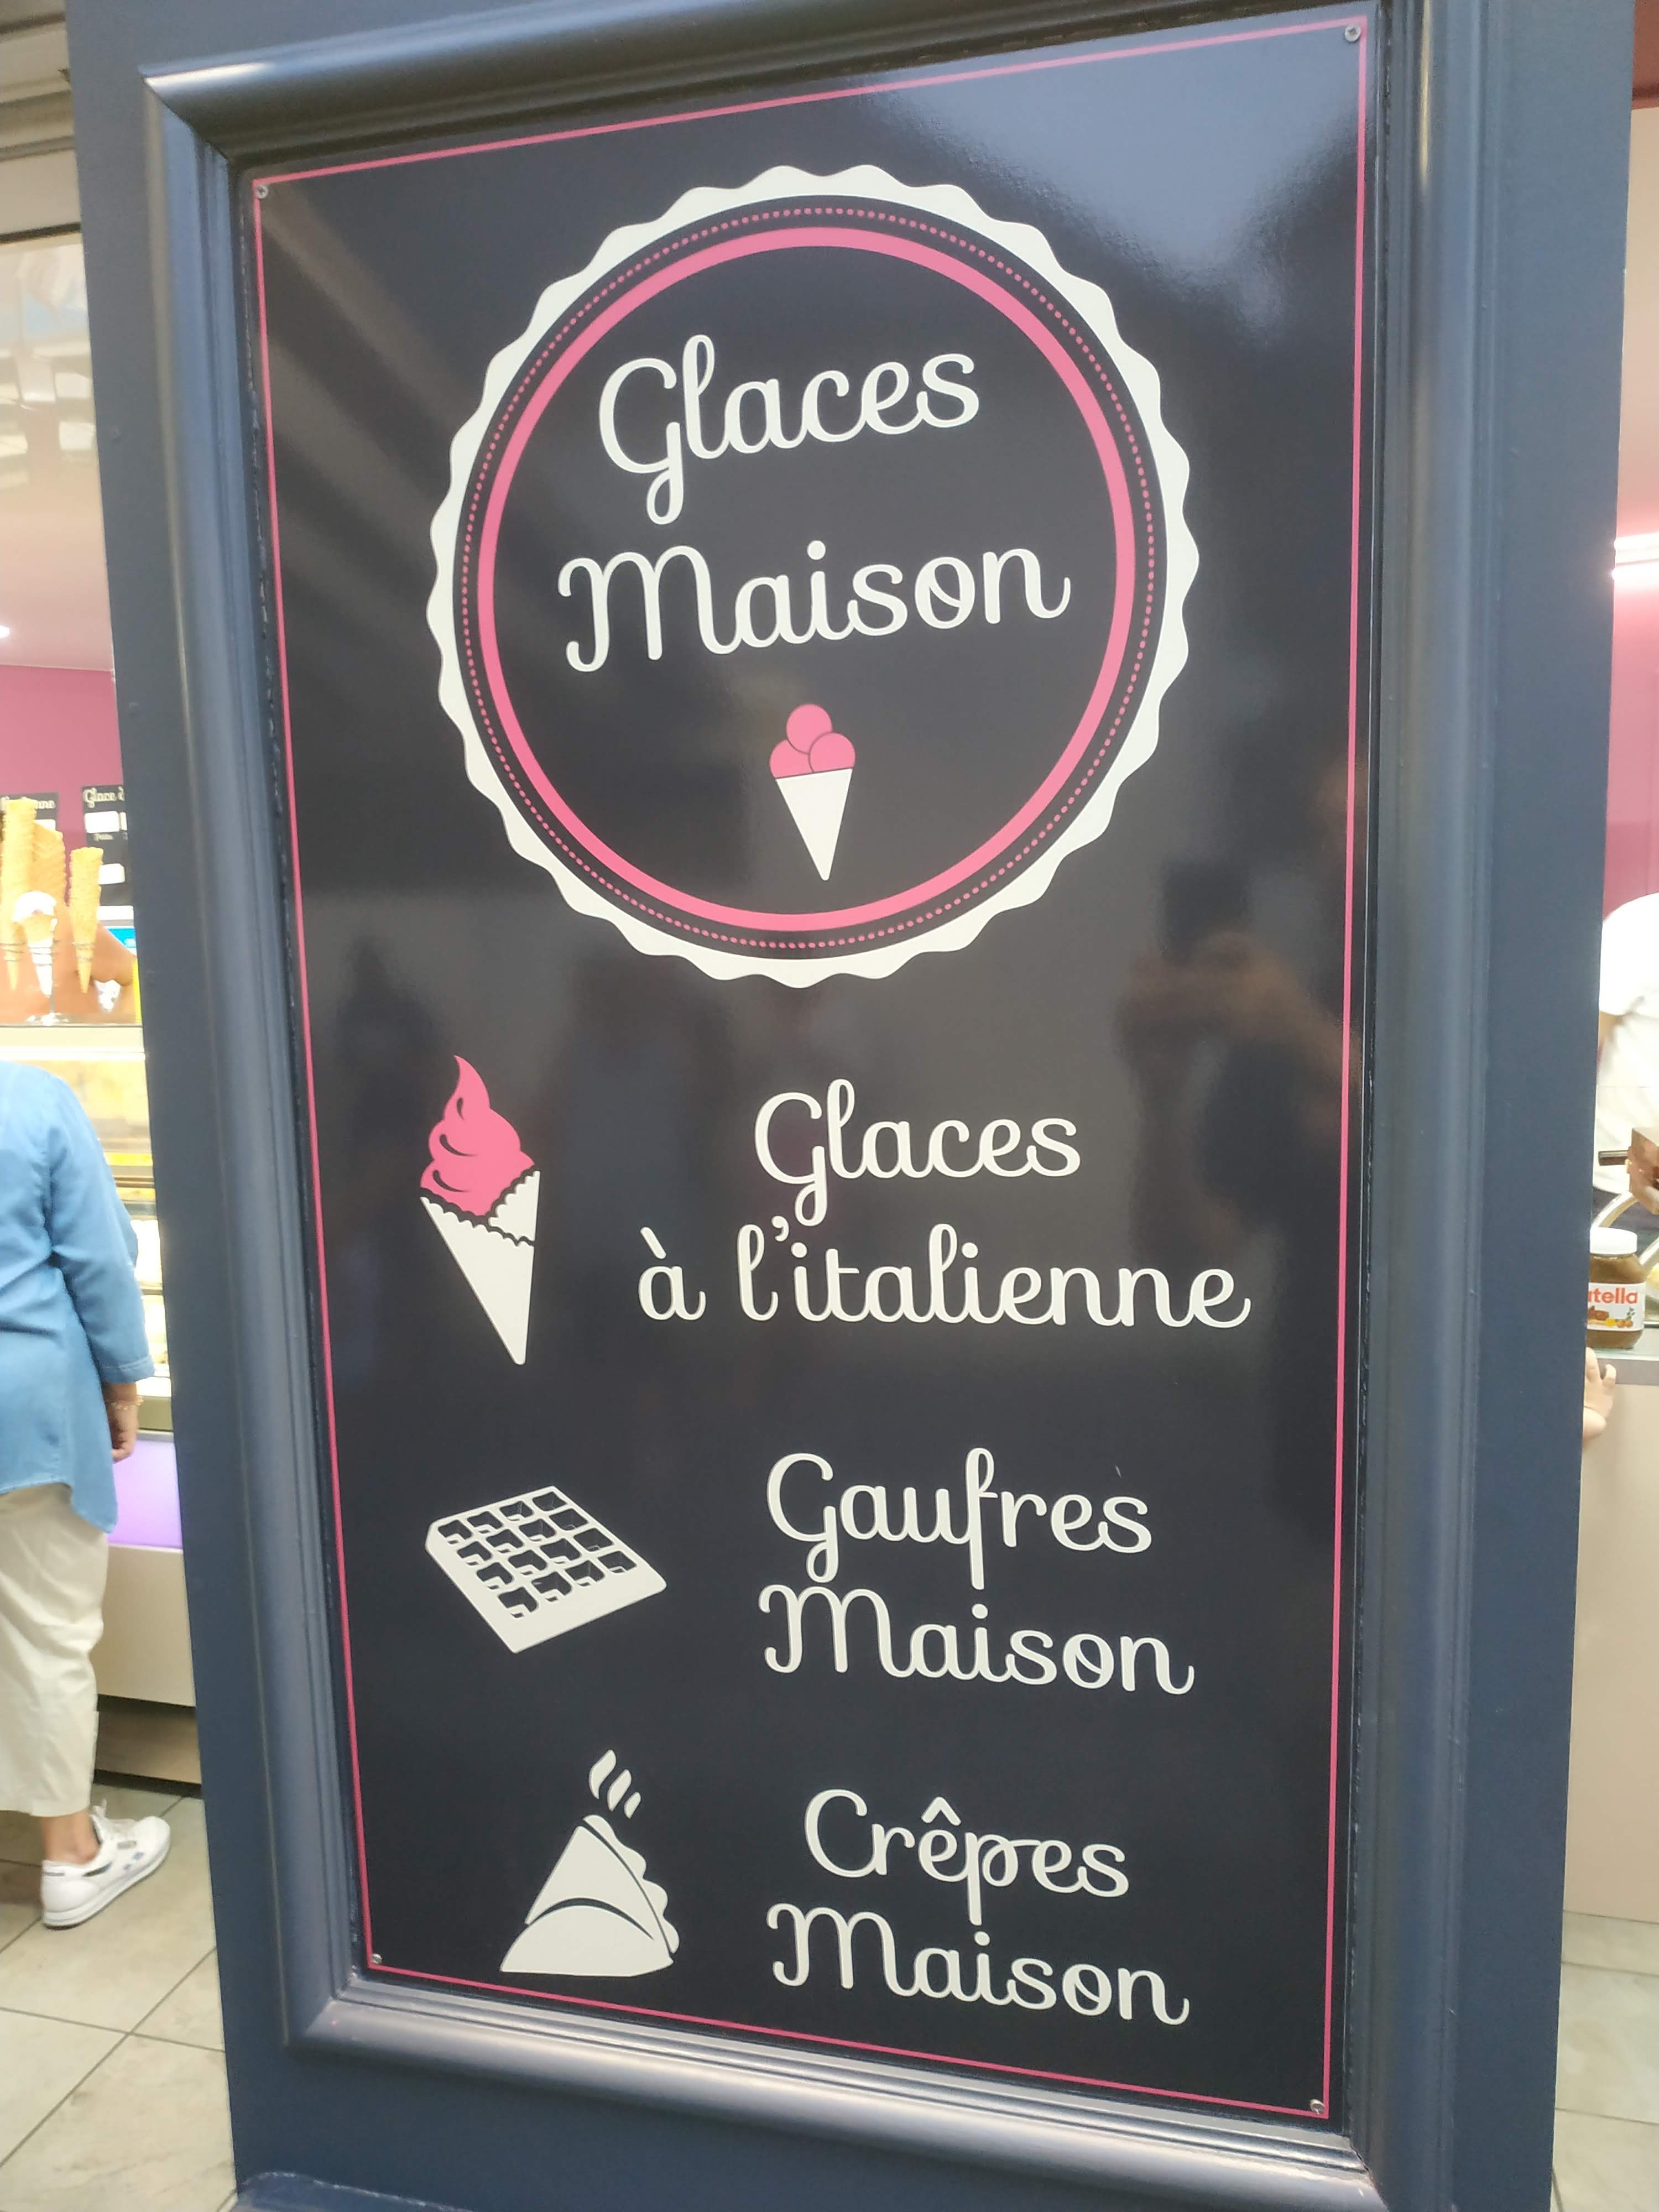 Glaces
Maison
Glaces
à l'italienne
Gaufres
Maison
Crêpes
Maison